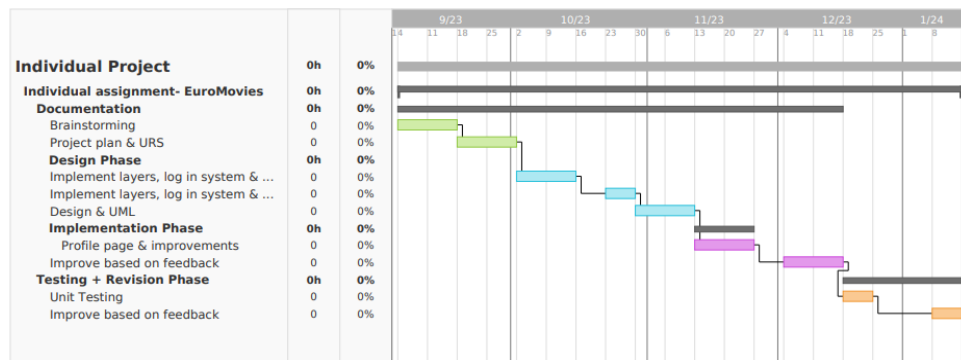 9/23 10/23 11/23 12/23 1/24
14 11 18 25 2 9 16 23 30 6 13 20 27 4 11 18 25 1 8
Individual Project 0h 0%
Individual assignment- EuroMovies 0h 0%
Documentation 0h 0%
Brainstorming 0 0%
Project plan & URS 0 0%
Design Phase 0h 0%
Implement layers, log in system & ... 0 0%
Implement layers, log in system & ... 0 0%
Design & UML 0 0%
Implementation Phase 0h 0%
Profile page & improvements 0 0%
Improve based on feedback 0 0%
Testing + Revision Phase 0h 0%
Unit Testing 0 0%
Improve based on feedback 0 0%